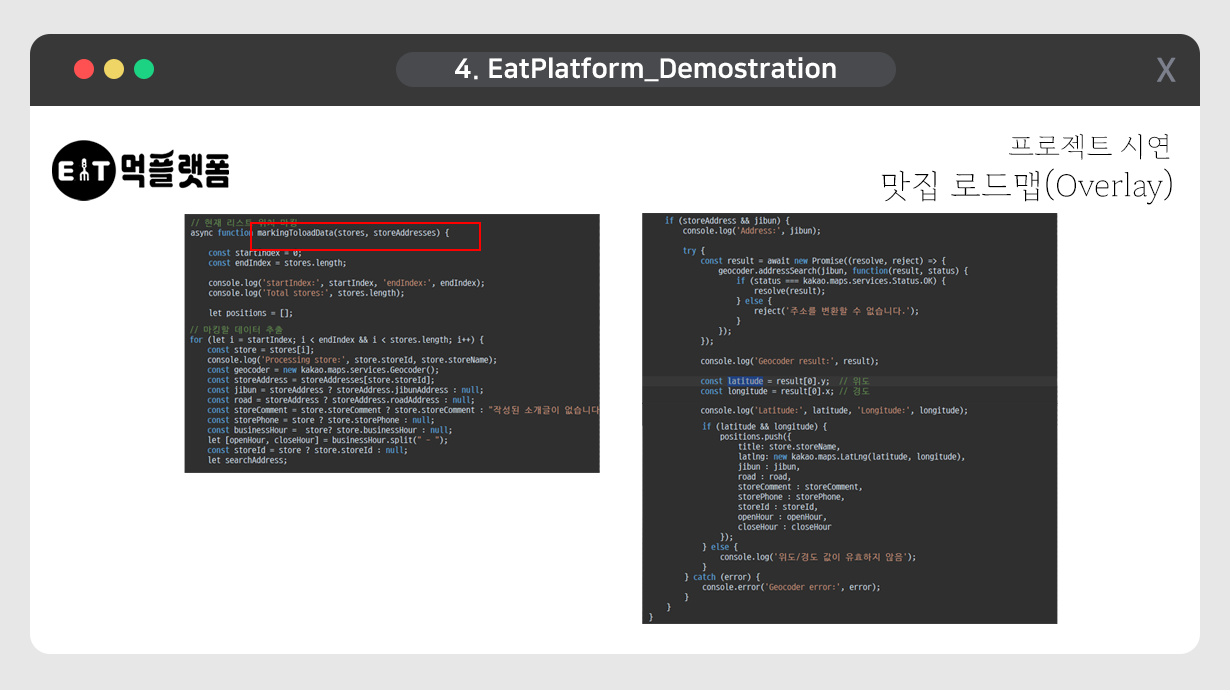 4. EatPlatform_Demostration
X
EAT 먹플랫폼
프로젝트 시연
맛집 로드맵(Overlay)
// 현재 리스트 위치 마킹
async function markingToloadData(stores, storeAddresses) {
const startIndex = 0;
const endIndex = stores.length;
console.log('startIndex:', startIndex, 'endIndex:', endIndex);
console.log('Total stores:', stores.length);
let positions = [];
// 마킹할 데이터 추출
for (let i = startIndex; i < endIndex && i < stores.length; i++) {
const store = stores[i];
console.log('Processing store:', store.storeId, store.storeName);
const geocoder = new kakao.maps.services.Geocoder();
const storeAddress = storeAddresses[store.storeId];
const jibun = storeAddress ? storeAddress.jibunAddress : null;
const road = storeAddress ? storeAddress.roadAddress : null;
const storeComment = store.storeComment ? store.storeComment : "작성된 소개글이 없습니다
const storePhone = store ? store.storePhone : null;
const businessHour =  store? store.businessHour : null;
let [openHour, closeHour] = businessHour.split(" - ");
const storeId = store ? store.storeId : null;
let searchAddress;
if (storeAddress && jibun) {
console.log('Address:', jibun);
try {
const result = await new Promise((resolve, reject) => {
geocoder.addressSearch(jibun, function(result, status) {
if (status === kakao.maps.services.Status.OK) {
resolve(result);
} else {
reject('주소를 변환할 수 없습니다.');
}
});
});
console.log('Geocoder result:', result);
const latitude = result[0].y;  // 위도
const longitude = result[0].x; // 경도
console.log('Latitude:', latitude, 'Longitude:', longitude);
if (latitude && longitude) {
positions.push({
title: store.storeName,
latlng: new kakao.maps.LatLng(latitude, longitude),
jibun : jibun,
road : road,
storeComment : storeComment,
storePhone : storePhone,
storeId : storeId,
openHour : openHour,
closeHour : closeHour
});
} else {
console.log('위도/경도 값이 유효하지 않음');
}
} catch (error) {
console.error('Geocoder error:', error);
}
}
}